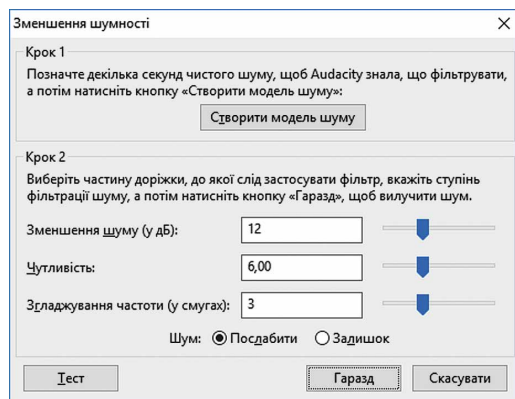 Зменшення шумності
Крок 1
Позначте декілька секунд чистого шуму, щоб Audacity знала, що фільтрувати,
а потім натисніть кнопку «Створити модель шуму»:
Створити модель шуму
Крок 2
Виберіть частину доріжки, до якої слід застосувати фільтр, вкажіть ступінь
фільтрації шуму, а потім натисніть кнопку «Гаразд», щоб вилучити шум.
Зменшення шуму (у дБ): 12
Чутливість: 6,00
Згладжування частоти (у смугах): 3
Шум: Послабити Залишок
Тест Гаразд Скасувати